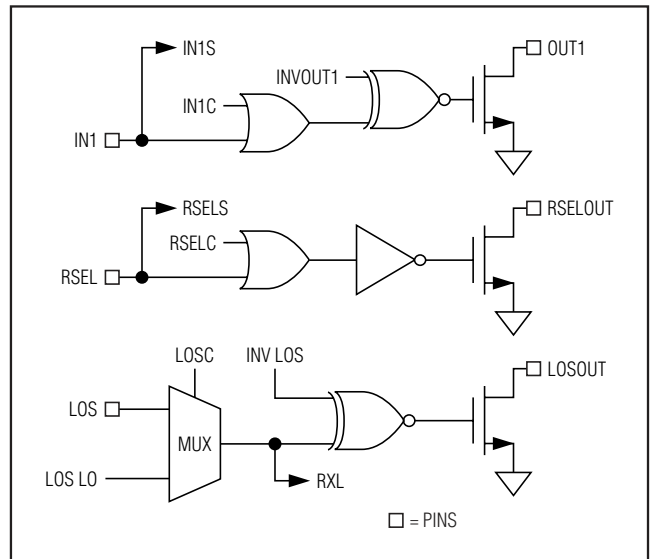 IN1S
OUT1
INVOUT1
IN1C
IN1
RSELS
RSELOUT
RSELC
RSEL
LOSC
INV LOS
LOSOUT
LOS
MUX
LOS LO
RXL
= PINS